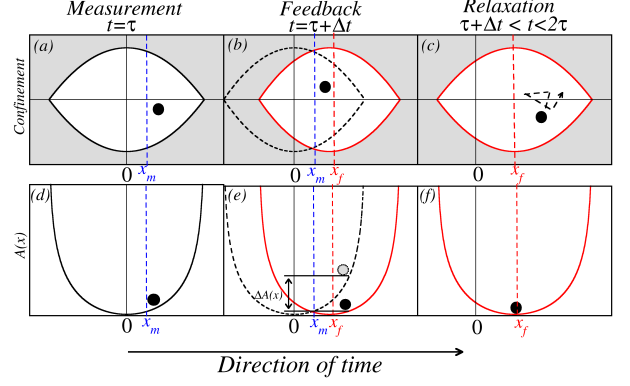 Measurement
t=τ
Feedback
t=τ+Δt
Relaxation
τ+Δt < t<2τ
Confinement
(a)
(b)
(c)
0
x_m
0
x_m
x_f
0
x_f
A(x)
(d)
(e)
(f)
ΔA(x)
0
x_m
0
x_m
x_f
0
x_f
Direction of time